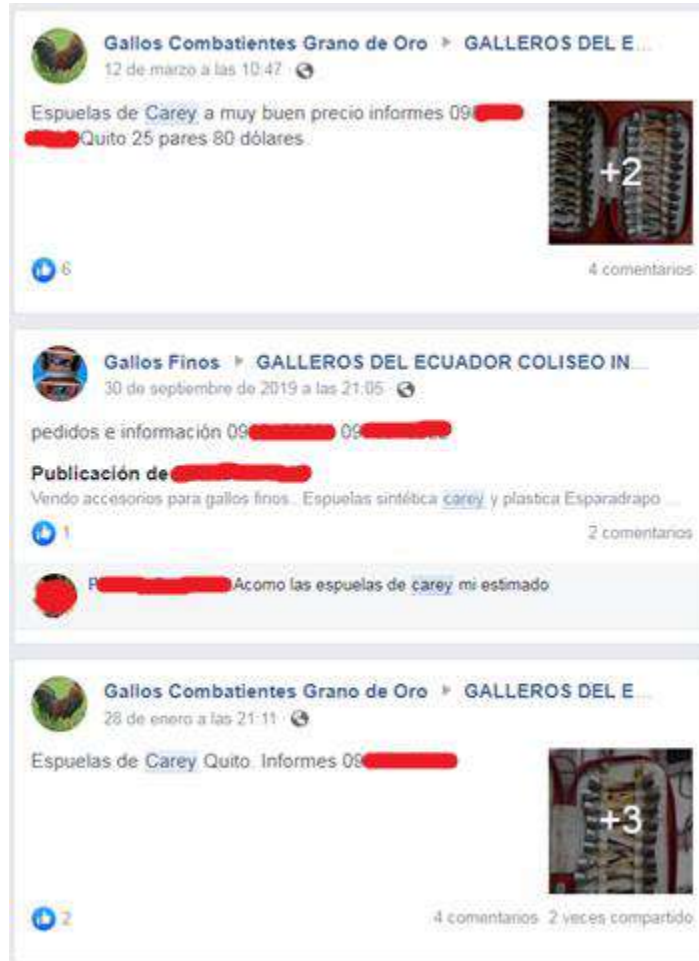 Gallos Combatientes Grano de Oro ▸ GALLEROS DEL E...
12 de marzo a las 10:47 ·
Espuelas de Carey a muy buen precio informes 09
Quito 25 pares 80 dólares.
+2
6
4 comentarios
Gallos Finos ▸ GALLEROS DEL ECUADOR COLISEO IN...
30 de septiembre de 2019 a las 21:05 ·
pedidos e información 09 09
Publicación de
Vendo accesorios para gallos finos.. Espuelas sintética carey y plastica Esparadrapo ...
1
2 comentarios
P Acomo las espuelas de carey mi estimado
Gallos Combatientes Grano de Oro ▸ GALLEROS DEL E...
28 de enero a las 21:11 ·
Espuelas de Carey Quito. Informes 09
+3
2
4 comentarios 2 veces compartido